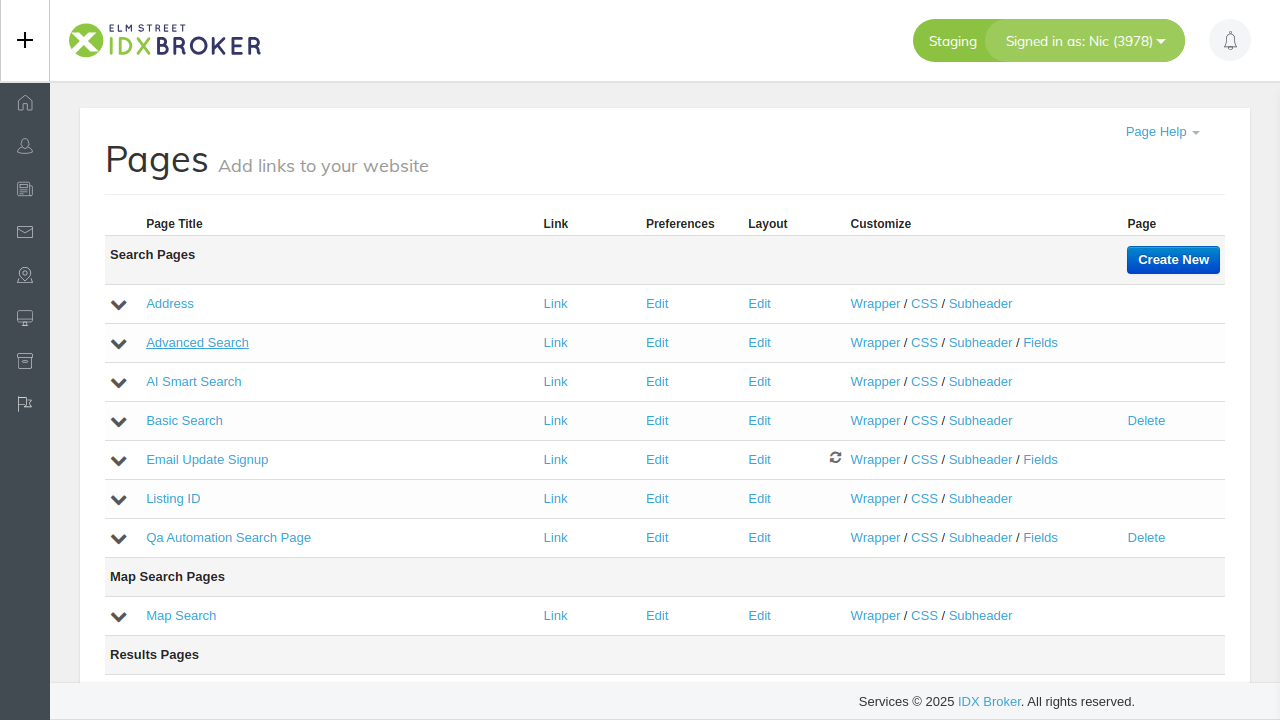 ELM STREET
IDXBROKER
Staging
Signed in as: Nic (3978)
Page Help
Pages Add links to your website
Page Title Link Preferences Layout Customize Page
Search Pages Create New
Address Link Edit Edit Wrapper / CSS / Subheader
Advanced Search Link Edit Edit Wrapper / CSS / Subheader / Fields
AI Smart Search Link Edit Edit Wrapper / CSS / Subheader
Basic Search Link Edit Edit Wrapper / CSS / Subheader Delete
Email Update Signup Link Edit Edit Wrapper / CSS / Subheader / Fields
Listing ID Link Edit Edit Wrapper / CSS / Subheader
Qa Automation Search Page Link Edit Edit Wrapper / CSS / Subheader / Fields Delete
Map Search Pages
Map Search Link Edit Edit Wrapper / CSS / Subheader
Results Pages
Services © 2025 IDX Broker. All rights reserved.